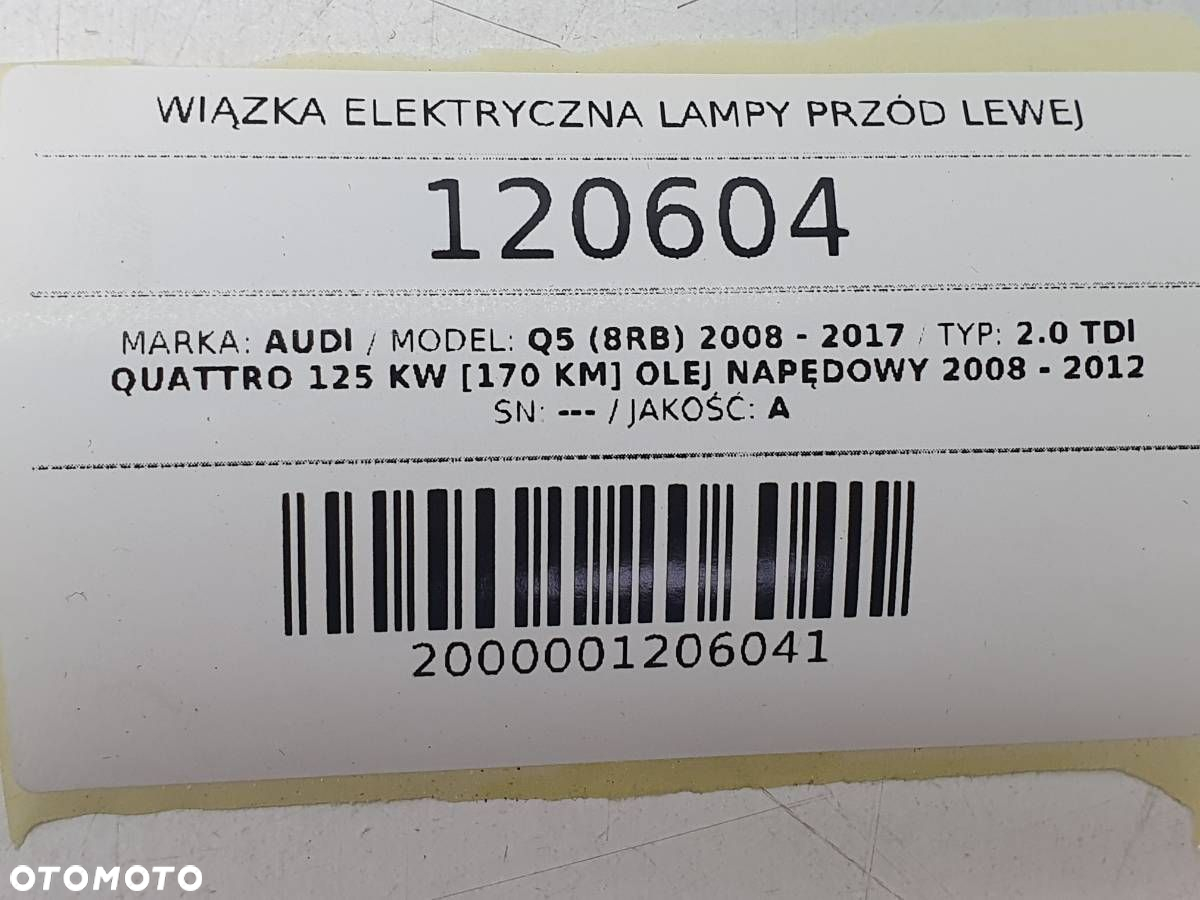 WIĄZKA ELEKTRYCZNA LAMPY PRZÓD LEWEJ
120604
MARKA: AUDI / MODEL: Q5 (8RB) 2008 - 2017 / TYP: 2.0 TDI
QUATTRO 125 KW [170 KM] OLEJ NAPĘDOWY 2008 - 2012
SN: --- / JAKOŚĆ: A
2000001206041
OTOMOTO